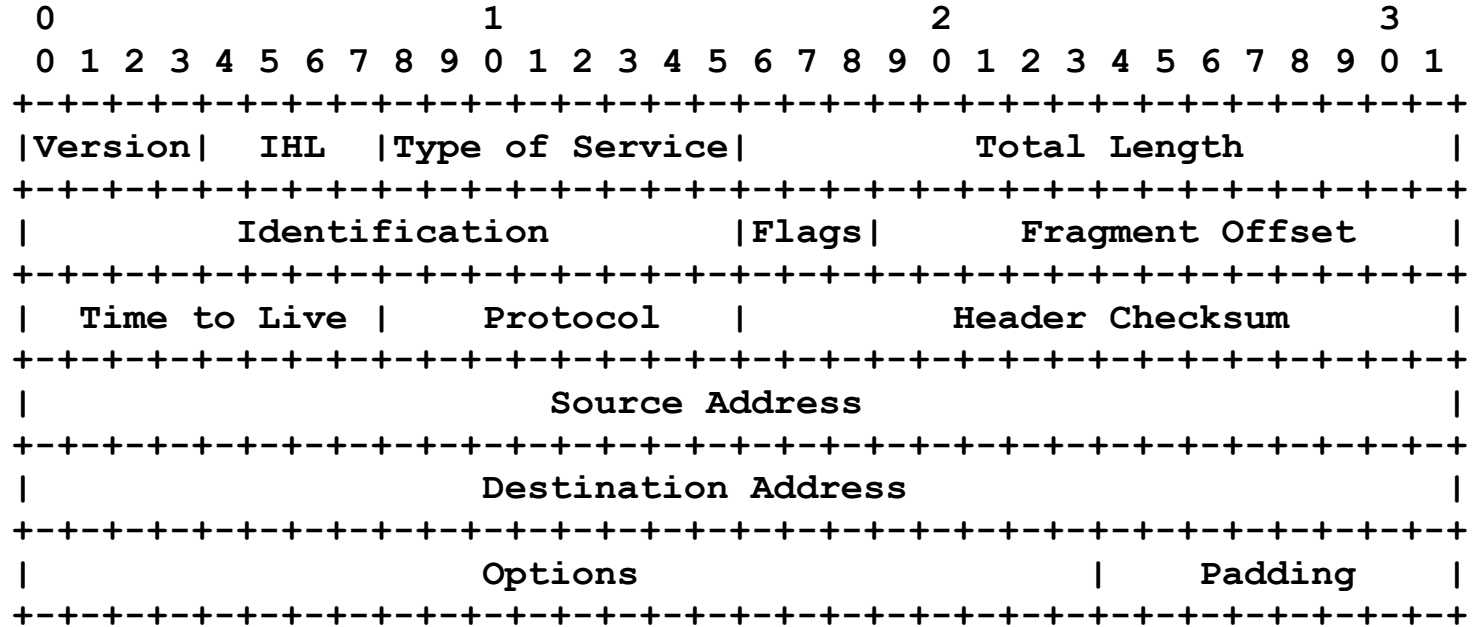 0                   1                   2                   3
 0 1 2 3 4 5 6 7 8 9 0 1 2 3 4 5 6 7 8 9 0 1 2 3 4 5 6 7 8 9 0 1
+-+-+-+-+-+-+-+-+-+-+-+-+-+-+-+-+-+-+-+-+-+-+-+-+-+-+-+-+-+-+-+-+
|Version|  IHL  |Type of Service|          Total Length         |
+-+-+-+-+-+-+-+-+-+-+-+-+-+-+-+-+-+-+-+-+-+-+-+-+-+-+-+-+-+-+-+-+
|         Identification        |Flags|      Fragment Offset    |
+-+-+-+-+-+-+-+-+-+-+-+-+-+-+-+-+-+-+-+-+-+-+-+-+-+-+-+-+-+-+-+-+
|  Time to Live |    Protocol   |         Header Checksum       |
+-+-+-+-+-+-+-+-+-+-+-+-+-+-+-+-+-+-+-+-+-+-+-+-+-+-+-+-+-+-+-+-+
|                       Source Address                          |
+-+-+-+-+-+-+-+-+-+-+-+-+-+-+-+-+-+-+-+-+-+-+-+-+-+-+-+-+-+-+-+-+
|                    Destination Address                        |
+-+-+-+-+-+-+-+-+-+-+-+-+-+-+-+-+-+-+-+-+-+-+-+-+-+-+-+-+-+-+-+-+
|                    Options                    |    Padding    |
+-+-+-+-+-+-+-+-+-+-+-+-+-+-+-+-+-+-+-+-+-+-+-+-+-+-+-+-+-+-+-+-+